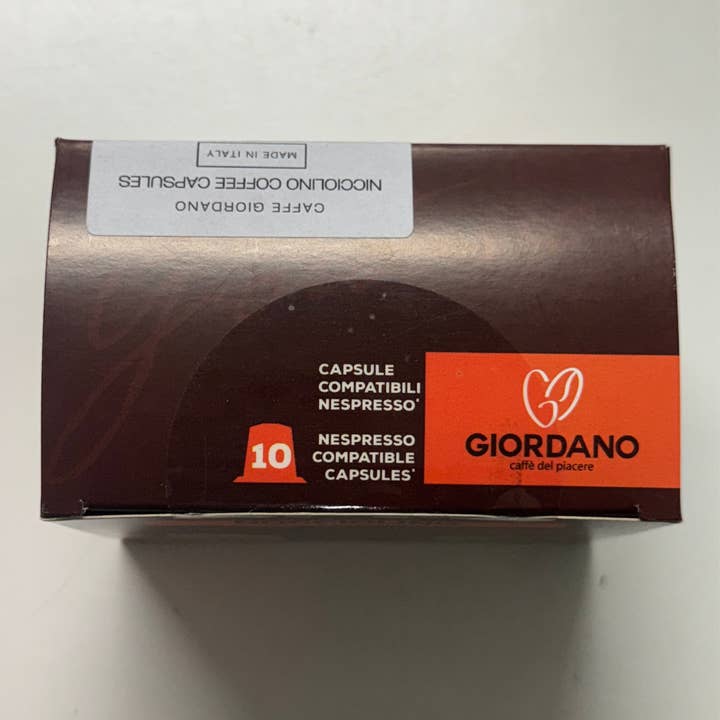 CAFFE GIORDANO
NICCIOLINO COFFEE CAPSULES
MADE IN ITALY
CAPSULE
COMPATIBILI
NESPRESSO*
10
NESPRESSO
COMPATIBLE
CAPSULES*
GIORDANO
caffè del piacere